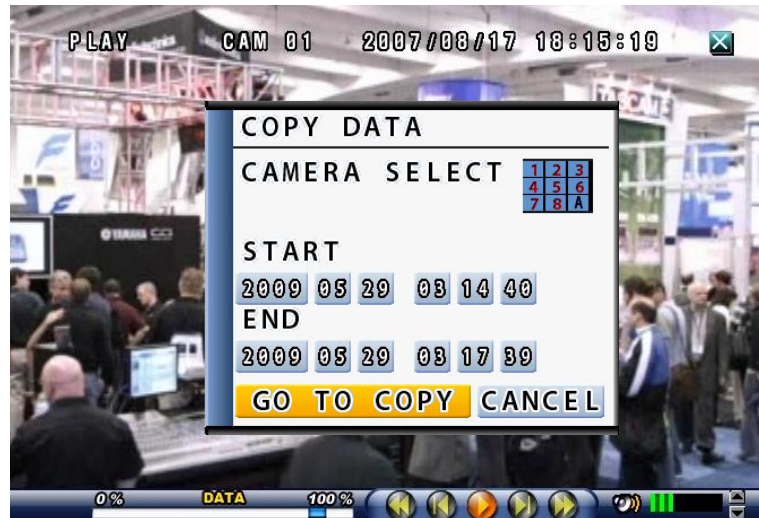 PLAY CAM 01 2007/08/17 18:15:19
TASCAM
COPY DATA
CAMERA SELECT
1 2 3
4 5 6
7 8 A
START
2009 05 29 03 14 40
YAMAHA
END
2009 05 29 03 17 39
GO TO COPY CANCEL
0% DATA 100%